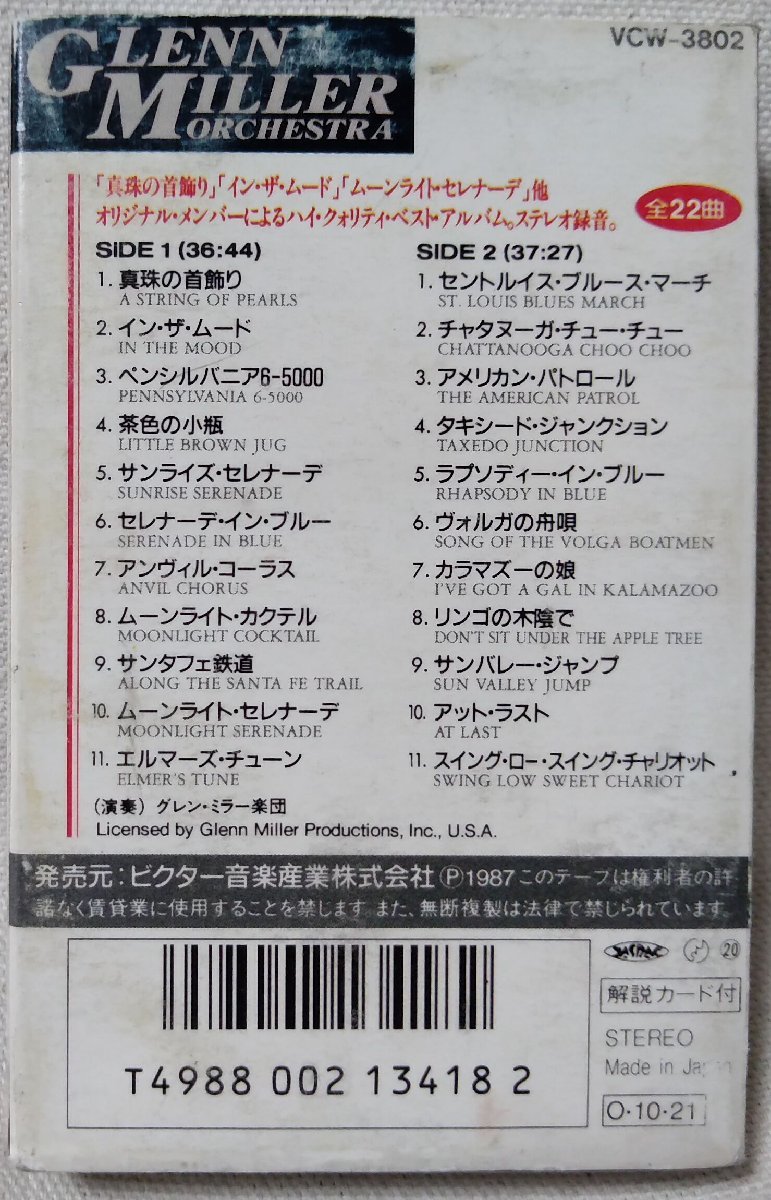 GLENN
MILLER
ORCHESTRA
VCW-3802
「真珠の首飾り」「イン・ザ・ムード」「ムーンライト・セレナーデ」他
オリジナル・メンバーによるハイ・クォリティ・ベスト・アルバム。ステレオ録音。
全22曲
SIDE 1 (36:44)
1. 真珠の首飾り
A STRING OF PEARLS
2. イン・ザ・ムード
IN THE MOOD
3. ペンシルバニア6-5000
PENNSYLVANIA 6-5000
4. 茶色の小瓶
LITTLE BROWN JUG
5. サンライズ・セレナーデ
SUNRISE SERENADE
6. セレナーデ・イン・ブルー
SERENADE IN BLUE
7. アンヴィル・コーラス
ANVIL CHORUS
8. ムーンライト・カクテル
MOONLIGHT COCKTAIL
9. サンタフェ鉄道
ALONG THE SANTA FE TRAIL
10. ムーンライト・セレナーデ
MOONLIGHT SERENADE
11. エルマーズ・チューン
ELMER'S TUNE
SIDE 2 (37:27)
1. セントルイス・ブルース・マーチ
ST. LOUIS BLUES MARCH
2. チャタヌーガ・チュー・チュー
CHATTANOOGA CHOO CHOO
3. アメリカン・パトロール
THE AMERICAN PATROL
4. タキシード・ジャンクション
TAXEDO JUNCTION
5. ラプソディー・イン・ブルー
RHAPSODY IN BLUE
6. ヴォルガの舟唄
SONG OF THE VOLGA BOATMEN
7. カラマズーの娘
I'VE GOT A GAL IN KALAMAZOO
8. リンゴの木陰で
DON'T SIT UNDER THE APPLE TREE
9. サンバレー・ジャンプ
SUN VALLEY JUMP
10. アット・ラスト
AT LAST
11. スイング・ロー・スイング・チャリオット
SWING LOW SWEET CHARIOT
(演奏) グレン・ミラー楽団
Licensed by Glenn Miller Productions, Inc., U.S.A.
発売元:ビクター音楽産業株式会社 Ⓟ1987 このテープは権利者の許
諾なく賃貸業に使用することを禁じます また、無断複製は法律で禁じられています。
T4988 002 13418 2
20
解説カード付
STEREO
Made in Japan
O・10・21